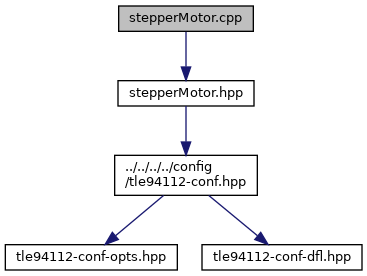 stepperMotor.cpp
stepperMotor.hpp
../../../../config
/tle94112-conf.hpp
tle94112-conf-opts.hpp
tle94112-conf-dfl.hpp